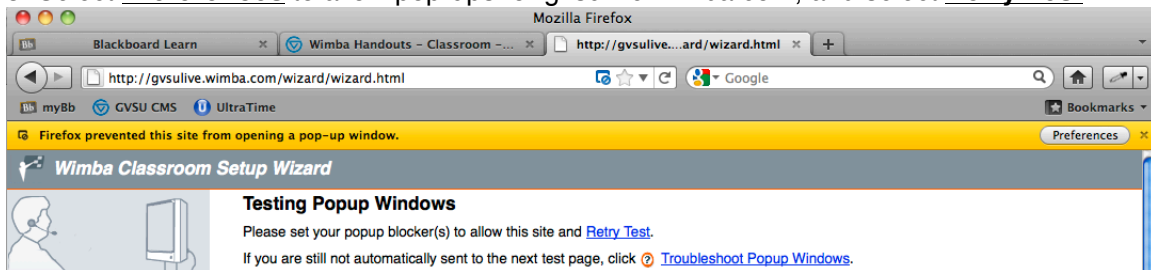 Mozilla Firefox
Bb Blackboard Learn × Wimba Handouts – Classroom –... × http://gvsulive....ard/wizard.html × +
http://gvsulive.wimba.com/wizard/wizard.html Google
Bb myBb GVSU CMS UltraTime Bookmarks
Firefox prevented this site from opening a pop-up window. Preferences ×
Wimba Classroom Setup Wizard
Testing Popup Windows
Please set your popup blocker(s) to allow this site and Retry Test.
If you are still not automatically sent to the next test page, click ? Troubleshoot Popup Windows.